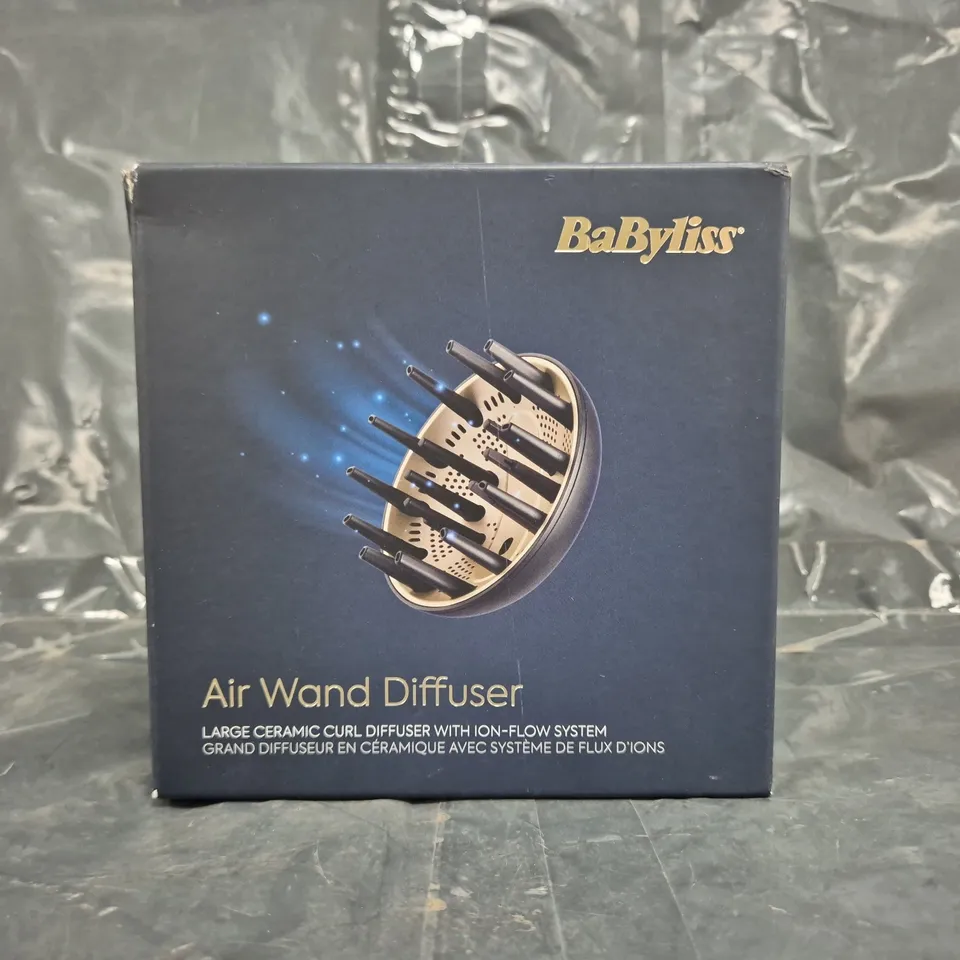 BaByliss
Air Wand Diffuser
LARGE CERAMIC CURL DIFFUSER WITH ION-FLOW SYSTEM
GRAND DIFFUSEUR EN CÉRAMIQUE AVEC SYSTÈME DE FLUX D'IONS